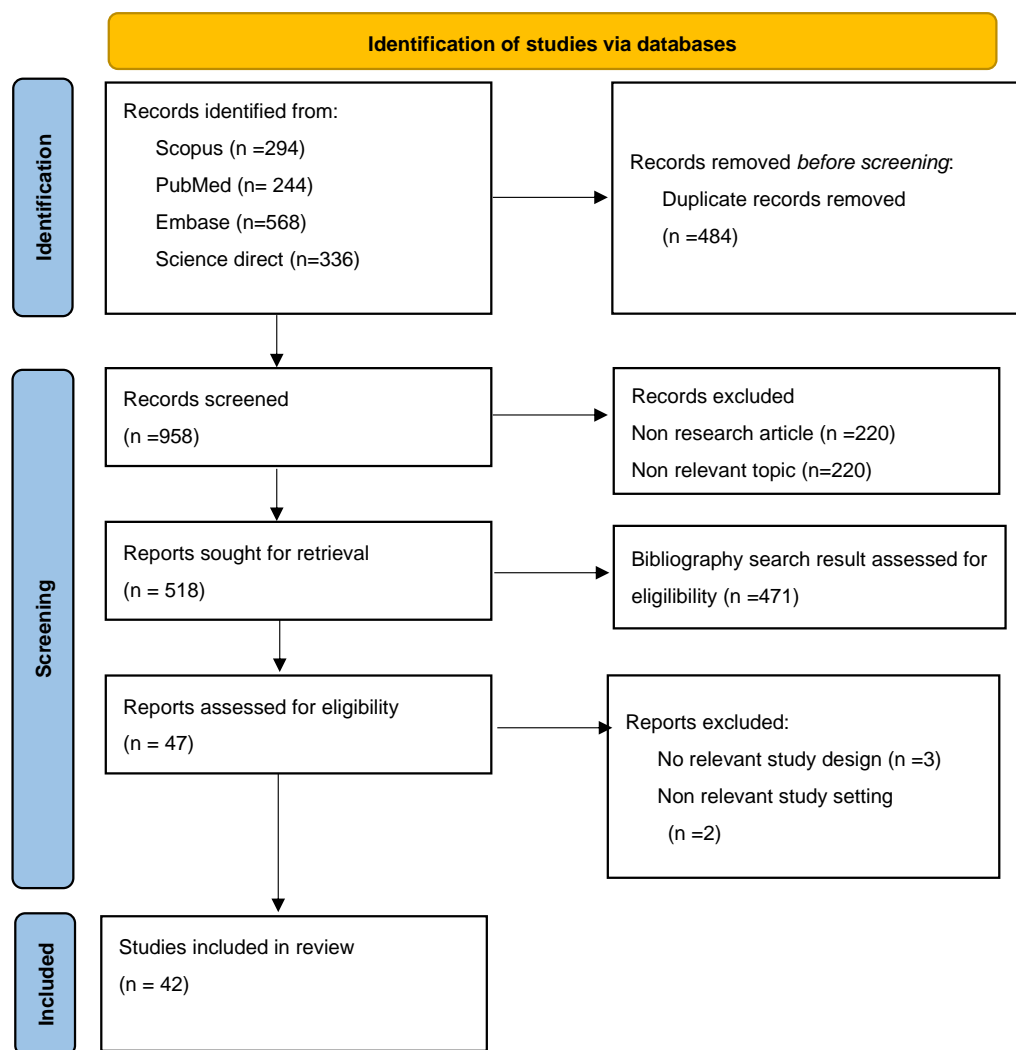 Identification of studies via databases
Identification
Records identified from:
Scopus (n =294)
PubMed (n= 244)
Embase (n=568)
Science direct (n=336)
Records removed before screening:
Duplicate records removed
(n =484)
Screening
Records screened
(n =958)
Records excluded
Non research article (n =220)
Non relevant topic (n=220)
Reports sought for retrieval
(n = 518)
Bibliography search result assessed for
eligilibility (n =471)
Reports assessed for eligibility
(n = 47)
Reports excluded:
No relevant study design (n =3)
Non relevant study setting
(n =2)
Included
Studies included in review
(n = 42)